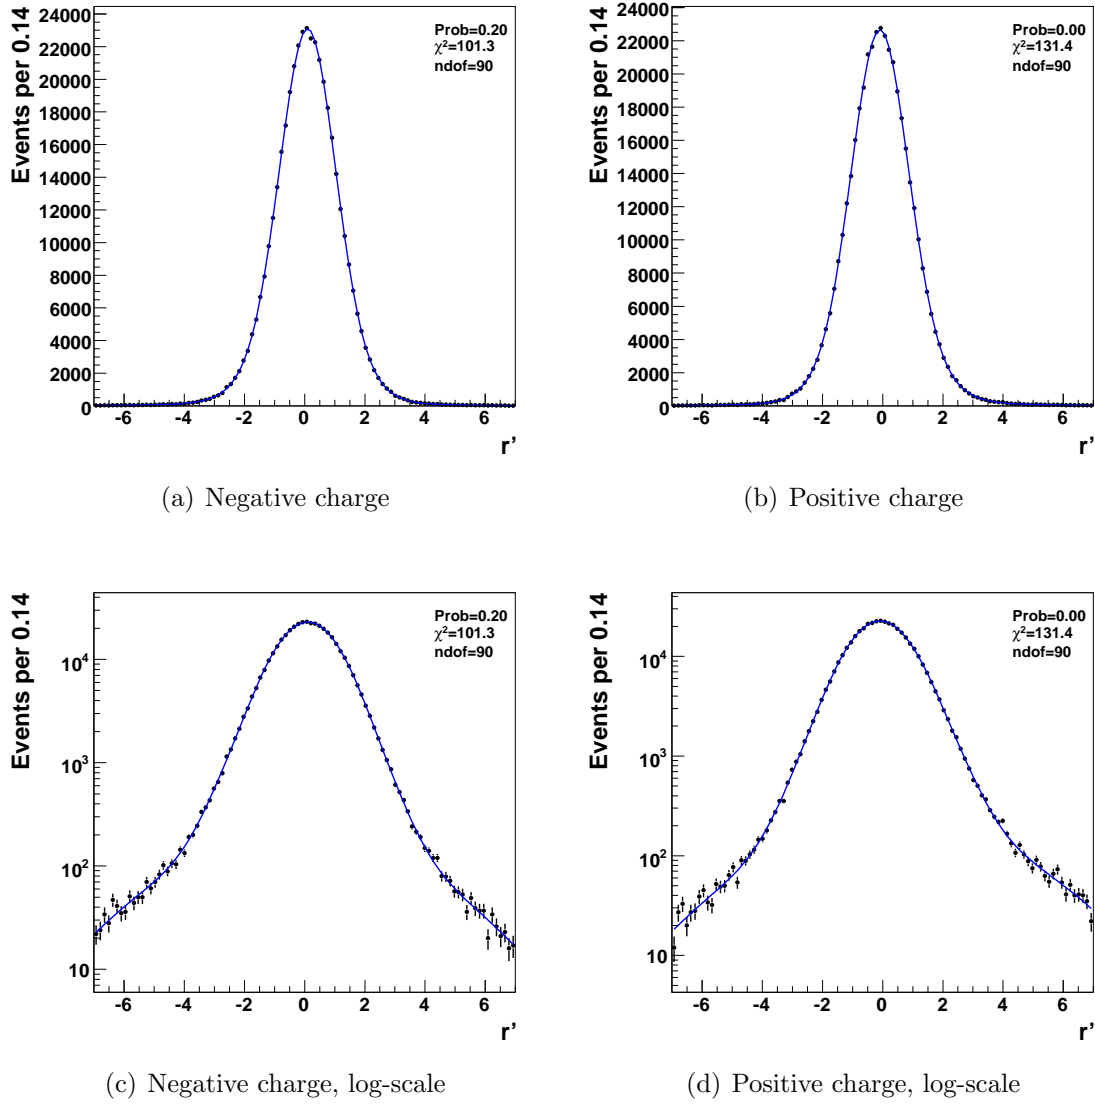 Events per 0.14
24000
22000
20000
18000
16000
14000
12000
10000
8000
6000
4000
2000
0
-6 -4 -2 0 2 4 6
r’
Prob=0.20
χ²=101.3
ndof=90
(a) Negative charge
Events per 0.14
24000
22000
20000
18000
16000
14000
12000
10000
8000
6000
4000
2000
0
-6 -4 -2 0 2 4 6
r’
Prob=0.00
χ²=131.4
ndof=90
(b) Positive charge
Events per 0.14
10⁴
10³
10²
10
-6 -4 -2 0 2 4 6
r’
Prob=0.20
χ²=101.3
ndof=90
(c) Negative charge, log-scale
Events per 0.14
10⁴
10³
10²
10
-6 -4 -2 0 2 4 6
r’
Prob=0.00
χ²=131.4
ndof=90
(d) Positive charge, log-scale